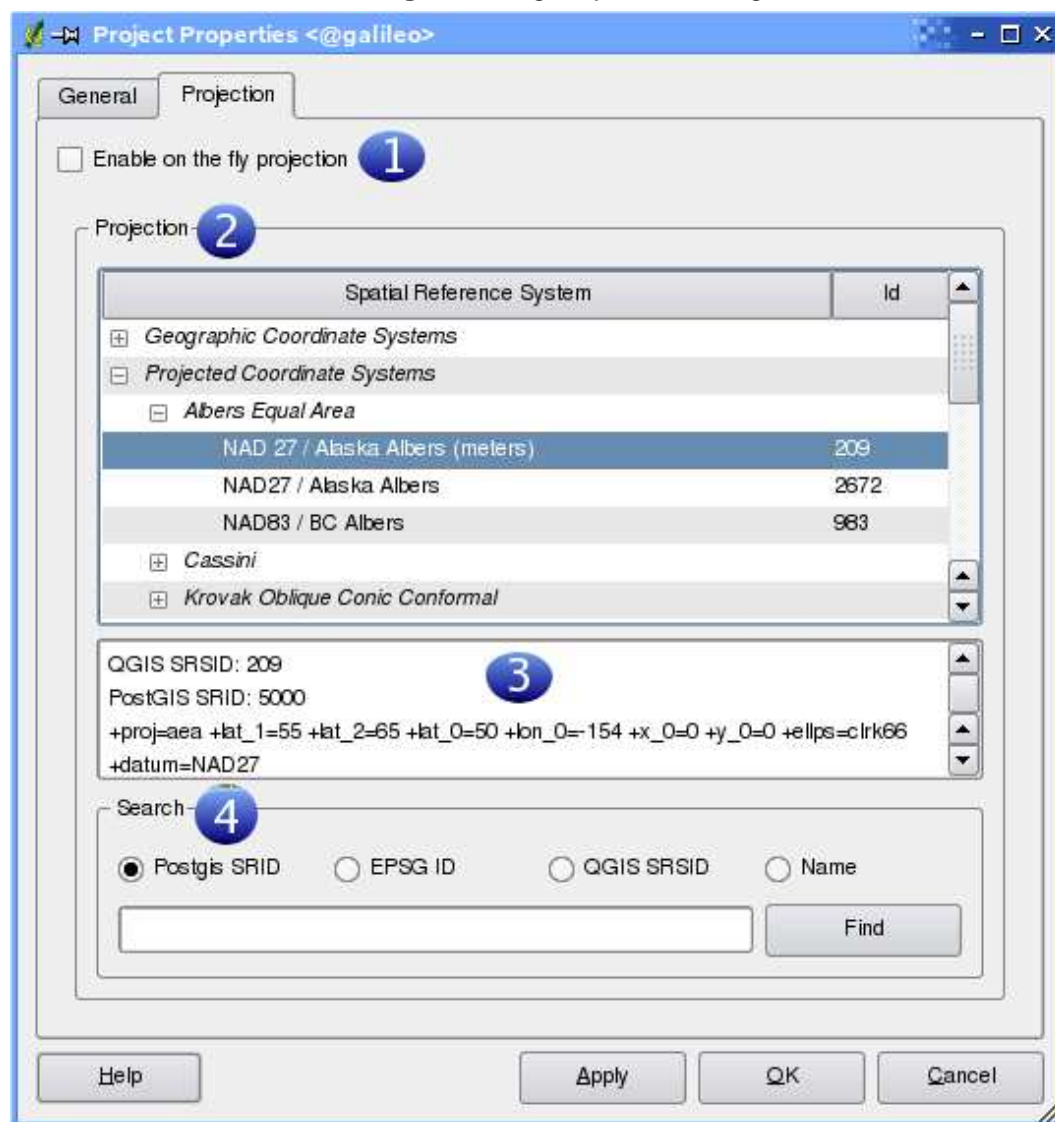 Project Properties <@galileo>
General Projection
Enable on the fly projection 1
Projection 2
Spatial Reference System Id
Geographic Coordinate Systems
Projected Coordinate Systems
Albers Equal Area
NAD 27 / Alaska Albers (meters) 209
NAD27 / Alaska Albers 2672
NAD83 / BC Albers 983
Cassini
Krovak Oblique Conic Conformal
QGIS SRSID: 209 3
PostGIS SRID: 5000
+proj=aea +lat_1=55 +lat_2=65 +lat_0=50 +lon_0=-154 +x_0=0 +y_0=0 +ellps=clrk66
+datum=NAD27
Search 4
Postgis SRID EPSG ID QGIS SRSID Name
Find
Help Apply OK Cancel